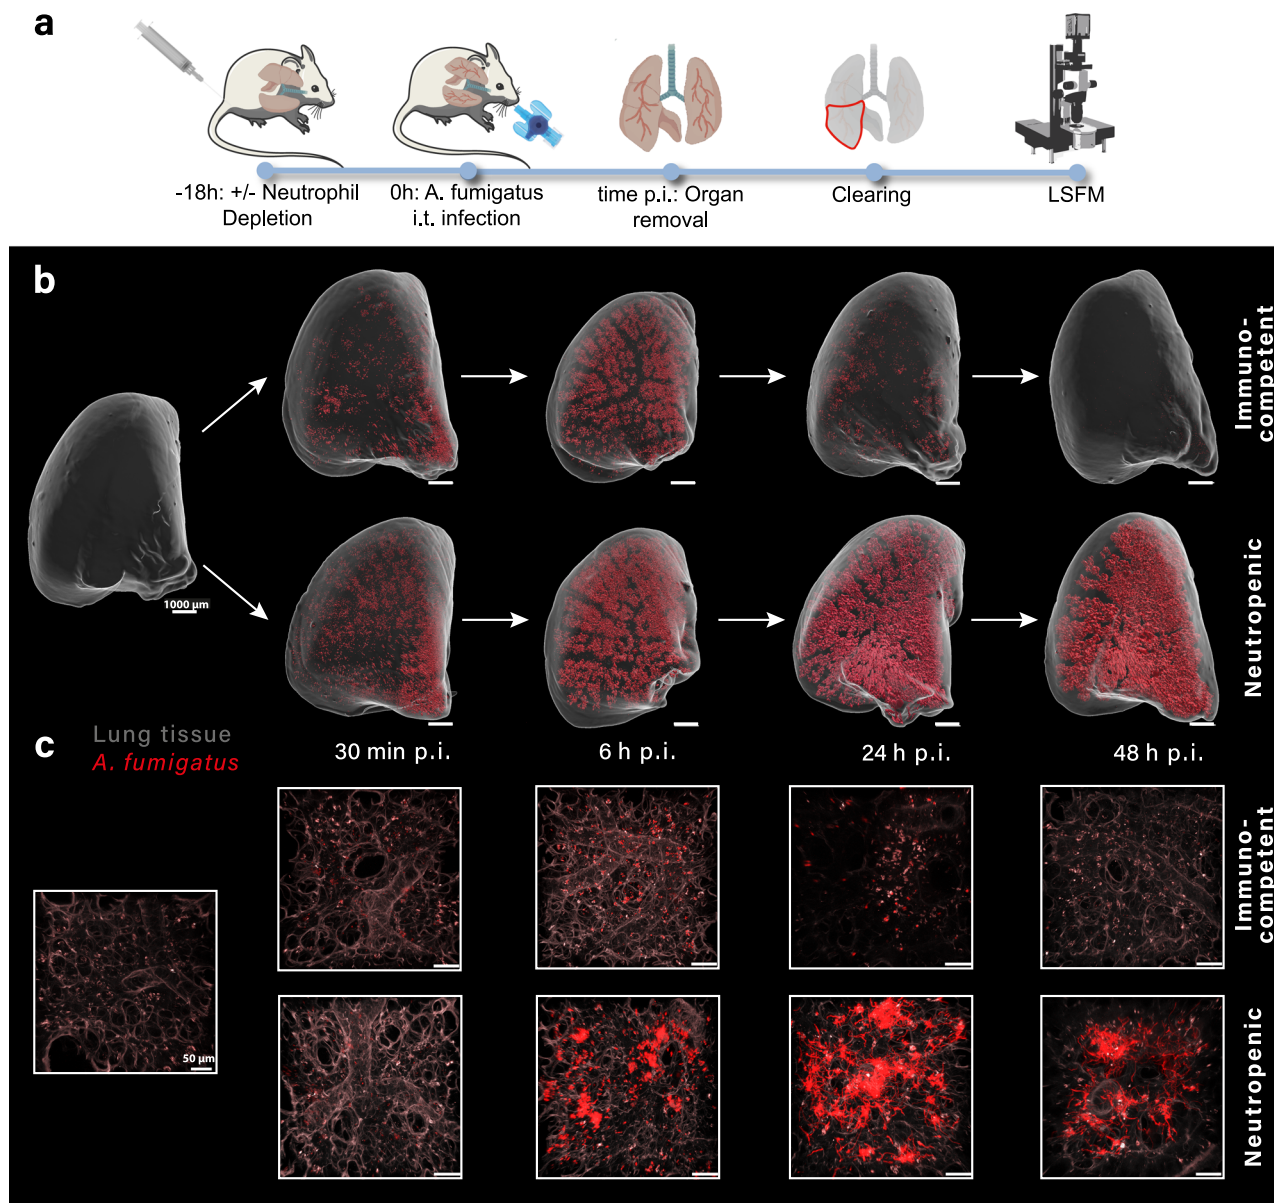 a
-18h: +/- Neutrophil
Depletion
0h: A. fumigatus
i.t. infection
time p.i.: Organ
removal
Clearing
LSFM
b
Immuno-
competent
1000 µm
Neutropenic
c
Lung tissue
A. fumigatus
30 min p.i.
6 h p.i.
24 h p.i.
48 h p.i.
Immuno-
competent
50 µm
Neutropenic